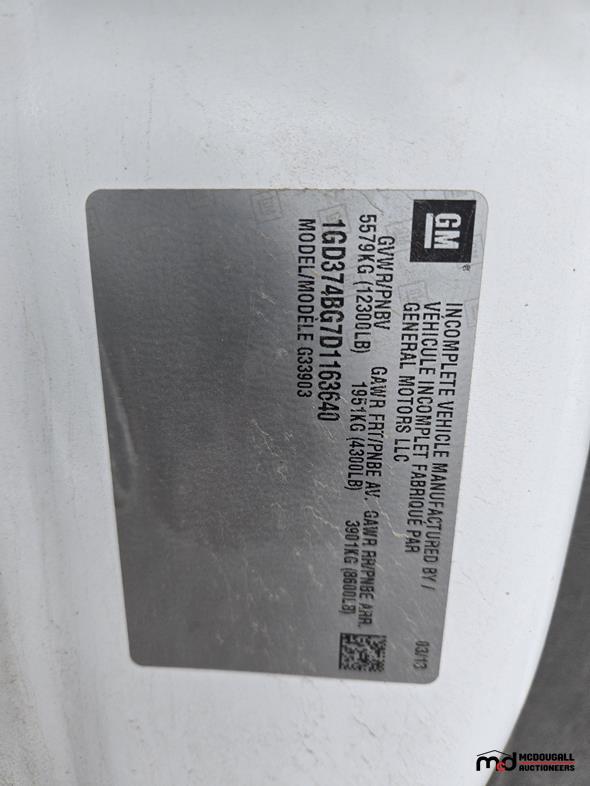 GM
INCOMPLETE VEHICLE MANUFACTURED BY /
VÉHICULE INCOMPLET FABRIQUÉ PAR
GENERAL MOTORS LLC
03/13
GVWR/PNBV GAWR FRT/PNBE AV. GAWR RR/PNBE ARR.
5579KG (12300LB) 1951KG (4300LB) 3901KG (8600LB)
1GD374BG7D1163640
MODEL/MODÈLE G33903
mcd MCDOUGALL
AUCTIONEERS